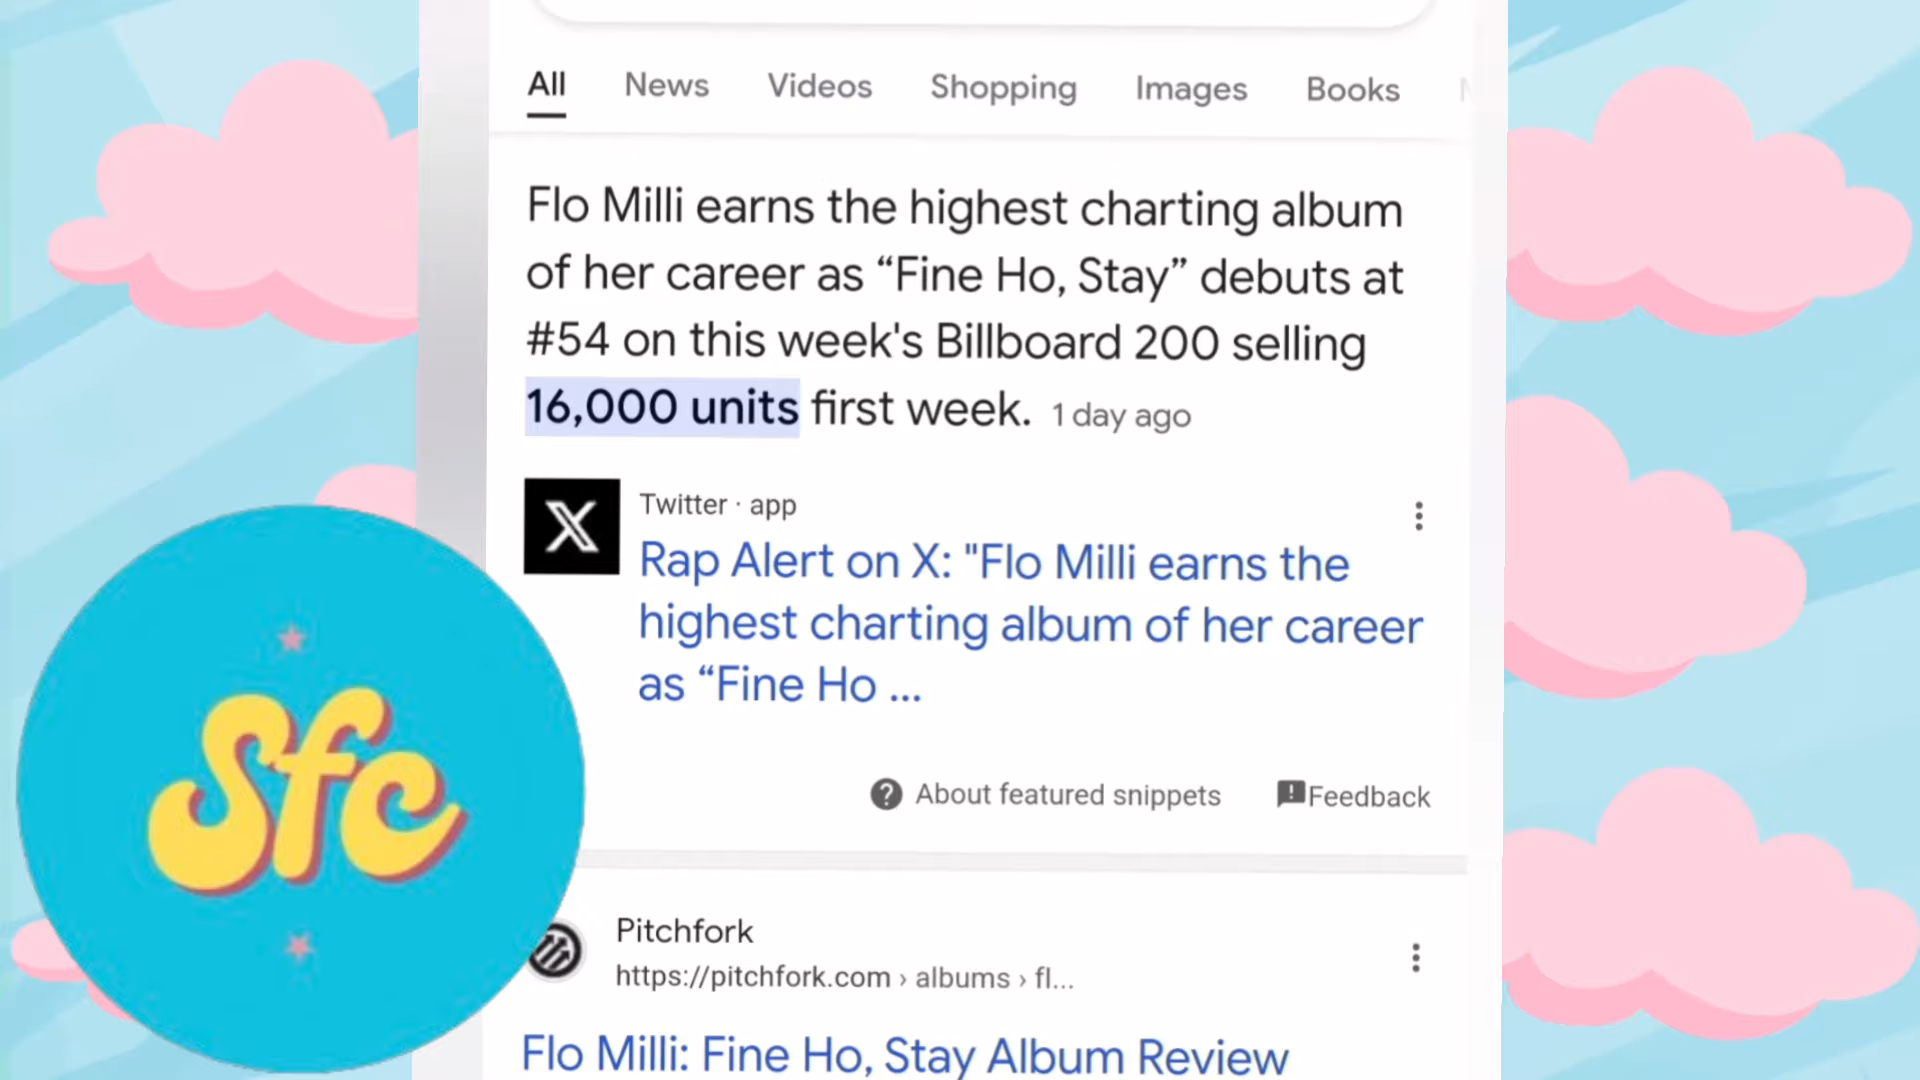 All News Videos Shopping Images Books
Flo Milli earns the highest charting album
of her career as “Fine Ho, Stay” debuts at
#54 on this week's Billboard 200 selling
16,000 units first week. 1 day ago
X
Twitter · app
Rap Alert on X: "Flo Milli earns the
highest charting album of her career
as “Fine Ho ...
? About featured snippets ! Feedback
Sfc
Pitchfork
https://pitchfork.com › albums › fl...
Flo Milli: Fine Ho, Stay Album Review